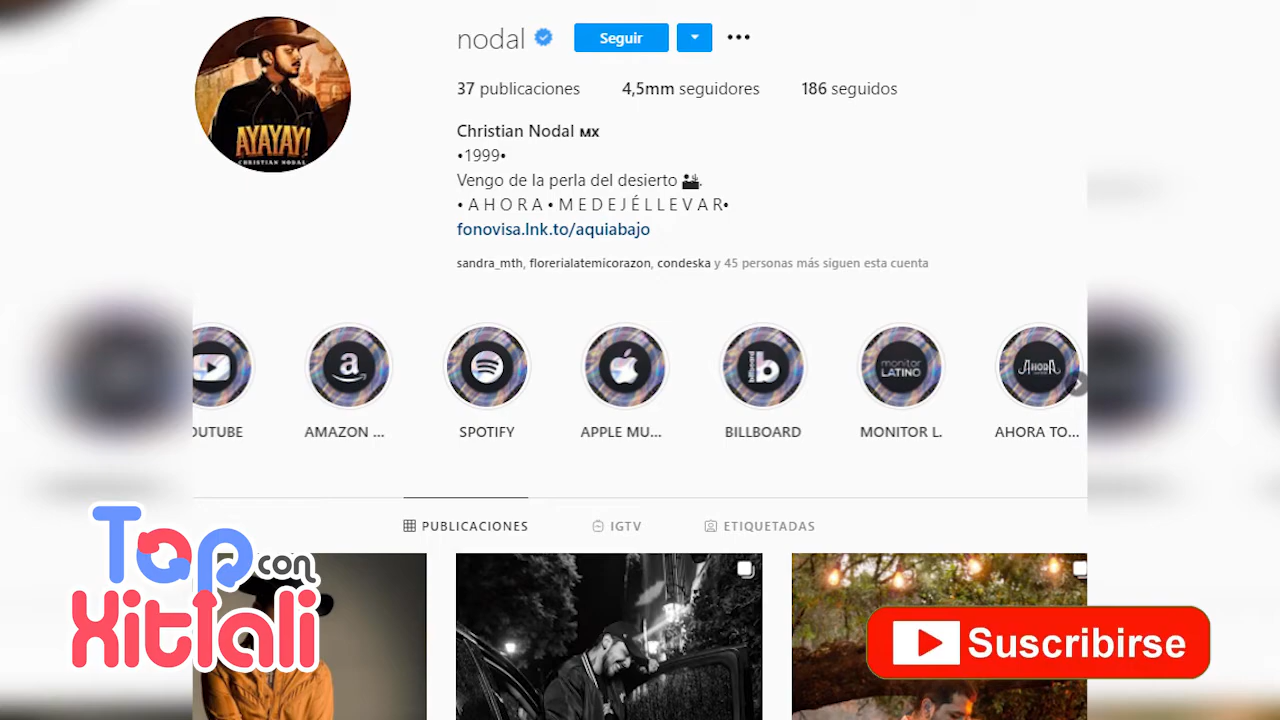 nodal
Seguir
37 publicaciones 4,5mm seguidores 186 seguidos
AYAYAY!
CHRISTIAN NODAL
Christian Nodal ᴍx
•1999•
Vengo de la perla del desierto 🏜.
• A H O R A • M E D E J É L L E V A R•
fonovisa.lnk.to/aquiabajo
sandra_mth, florerialatemicorazon, condeska y 45 personas más siguen esta cuenta
a billboard b monitor LATINO AHORA
OUTUBE AMAZON ... SPOTIFY APPLE MU... BILLBOARD MONITOR L. AHORA TO...
PUBLICACIONES IGTV ETIQUETADAS
Top con
Xitlali
Suscribirse